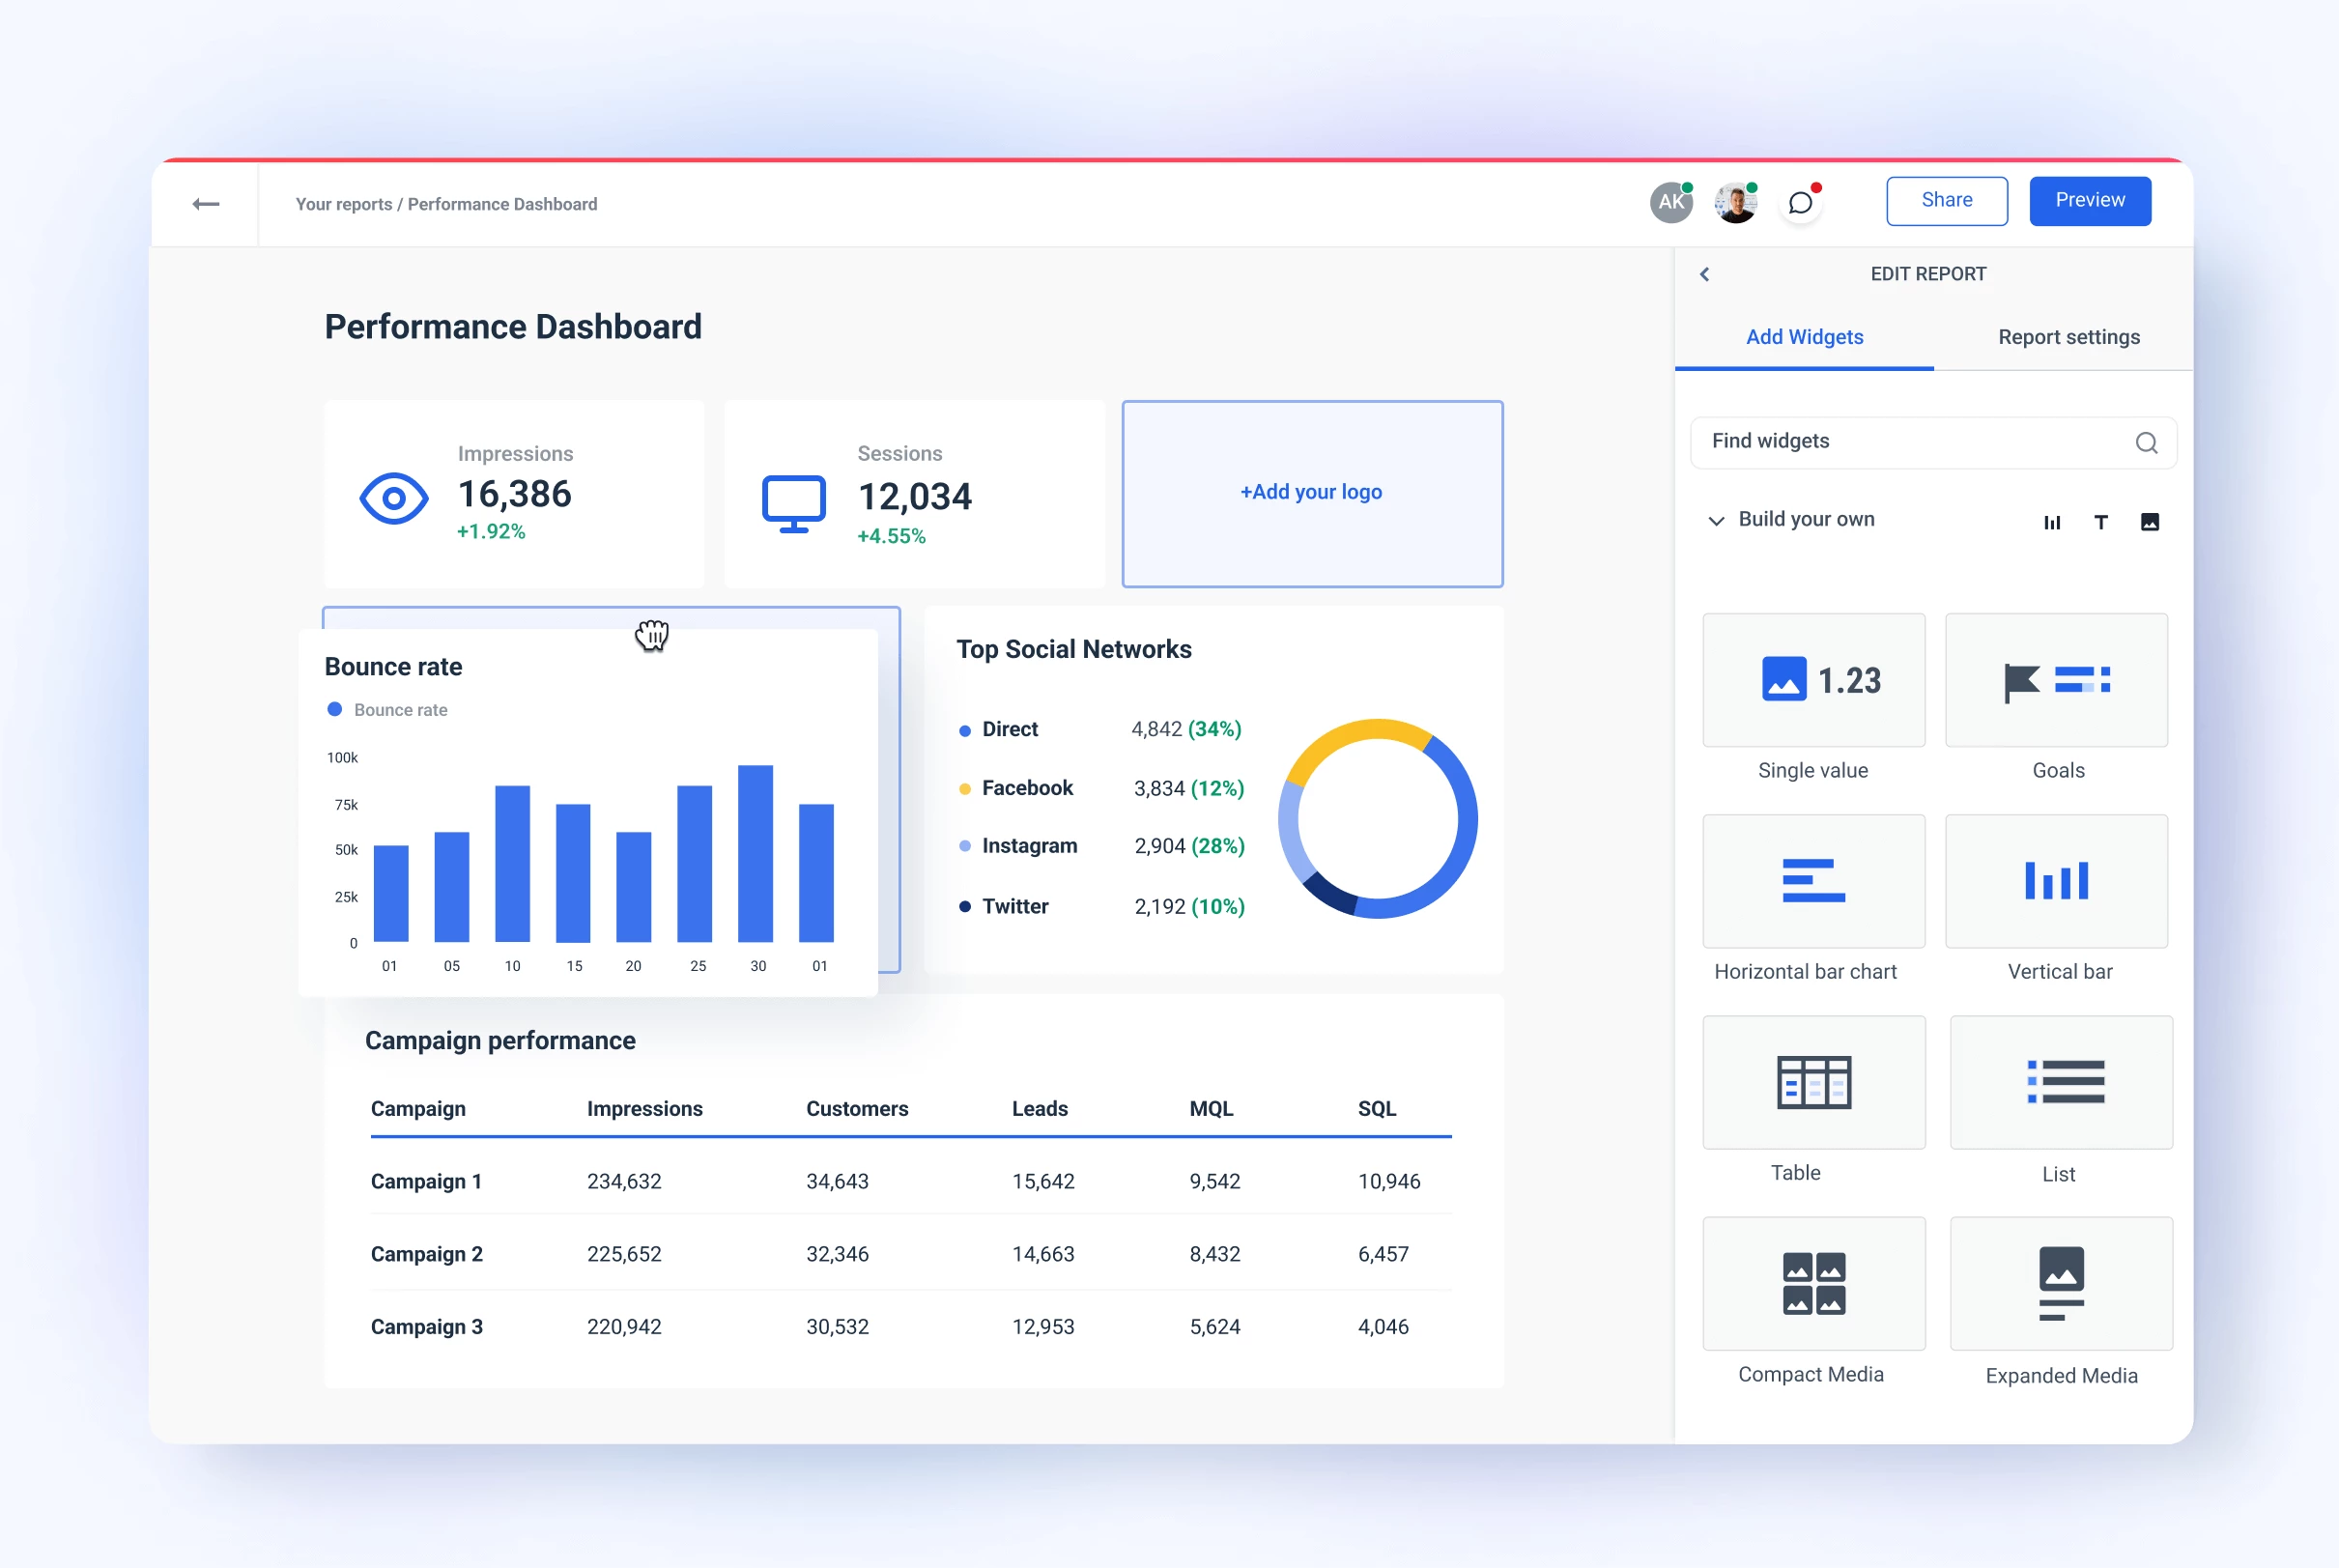 Your reports / Performance Dashboard
AK
Share
Preview
Performance Dashboard
Impressions
16,386
+1.92%
Sessions
12,034
+4.55%
+Add your logo
Bounce rate
Bounce rate
100k
75k
50k
25k
0
01 05 10 15 20 25 30 01
Top Social Networks
Direct 4,842 (34%)
Facebook 3,834 (12%)
Instagram 2,904 (28%)
Twitter 2,192 (10%)
Campaign performance
Campaign Impressions Customers Leads MQL SQL
Campaign 1 234,632 34,643 15,642 9,542 10,946
Campaign 2 225,652 32,346 14,663 8,432 6,457
Campaign 3 220,942 30,532 12,953 5,624 4,046
EDIT REPORT
Add Widgets Report settings
Find widgets
Build your own
T
1.23
Single value Goals
Horizontal bar chart Vertical bar
Table List
Compact Media Expanded Media